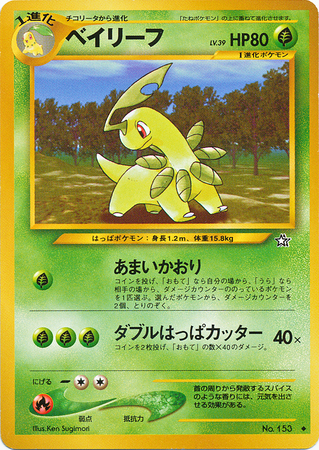 1進化
チコリータから進化
「たねポケモン」の上に重ねて進化させます。
ベイリーフ
LV.39 HP80
1進化ポケモン
はっぱポケモン:身長1.2m、体重15.8kg
あまいかおり
コインを投げ、「おもて」なら自分の場から、「うら」なら
相手の場から、ダメージカウンターののっているポケモン
を1匹選ぶ。選んだポケモンから、ダメージカウンターを
2個、とりのぞく。
ダブルはっぱカッター 40×
コインを2枚投げ、「おもて」の数×40のダメージ。
にげる
弱点 抵抗力
首の周りから発散するスパイス
のような香りには、元気を出さ
せる効果がある。
Illus.Ken Sugimori
No. 153